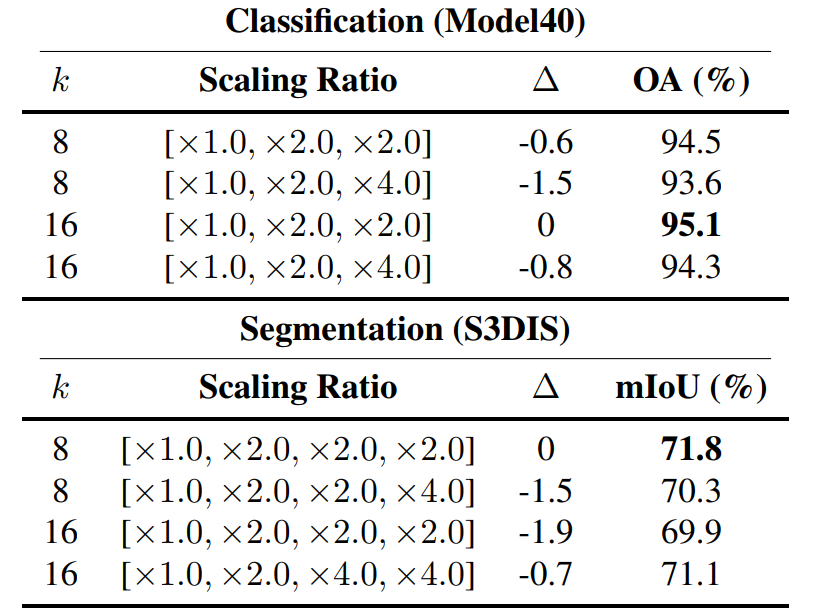 Classification (Model40)
k Scaling Ratio Δ OA (%)
8 [×1.0, ×2.0, ×2.0] -0.6 94.5
8 [×1.0, ×2.0, ×4.0] -1.5 93.6
16 [×1.0, ×2.0, ×2.0] 0 95.1
16 [×1.0, ×2.0, ×4.0] -0.8 94.3
Segmentation (S3DIS)
k Scaling Ratio Δ mIoU (%)
8 [×1.0, ×2.0, ×2.0, ×2.0] 0 71.8
8 [×1.0, ×2.0, ×2.0, ×4.0] -1.5 70.3
16 [×1.0, ×2.0, ×2.0, ×2.0] -1.9 69.9
16 [×1.0, ×2.0, ×4.0, ×4.0] -0.7 71.1